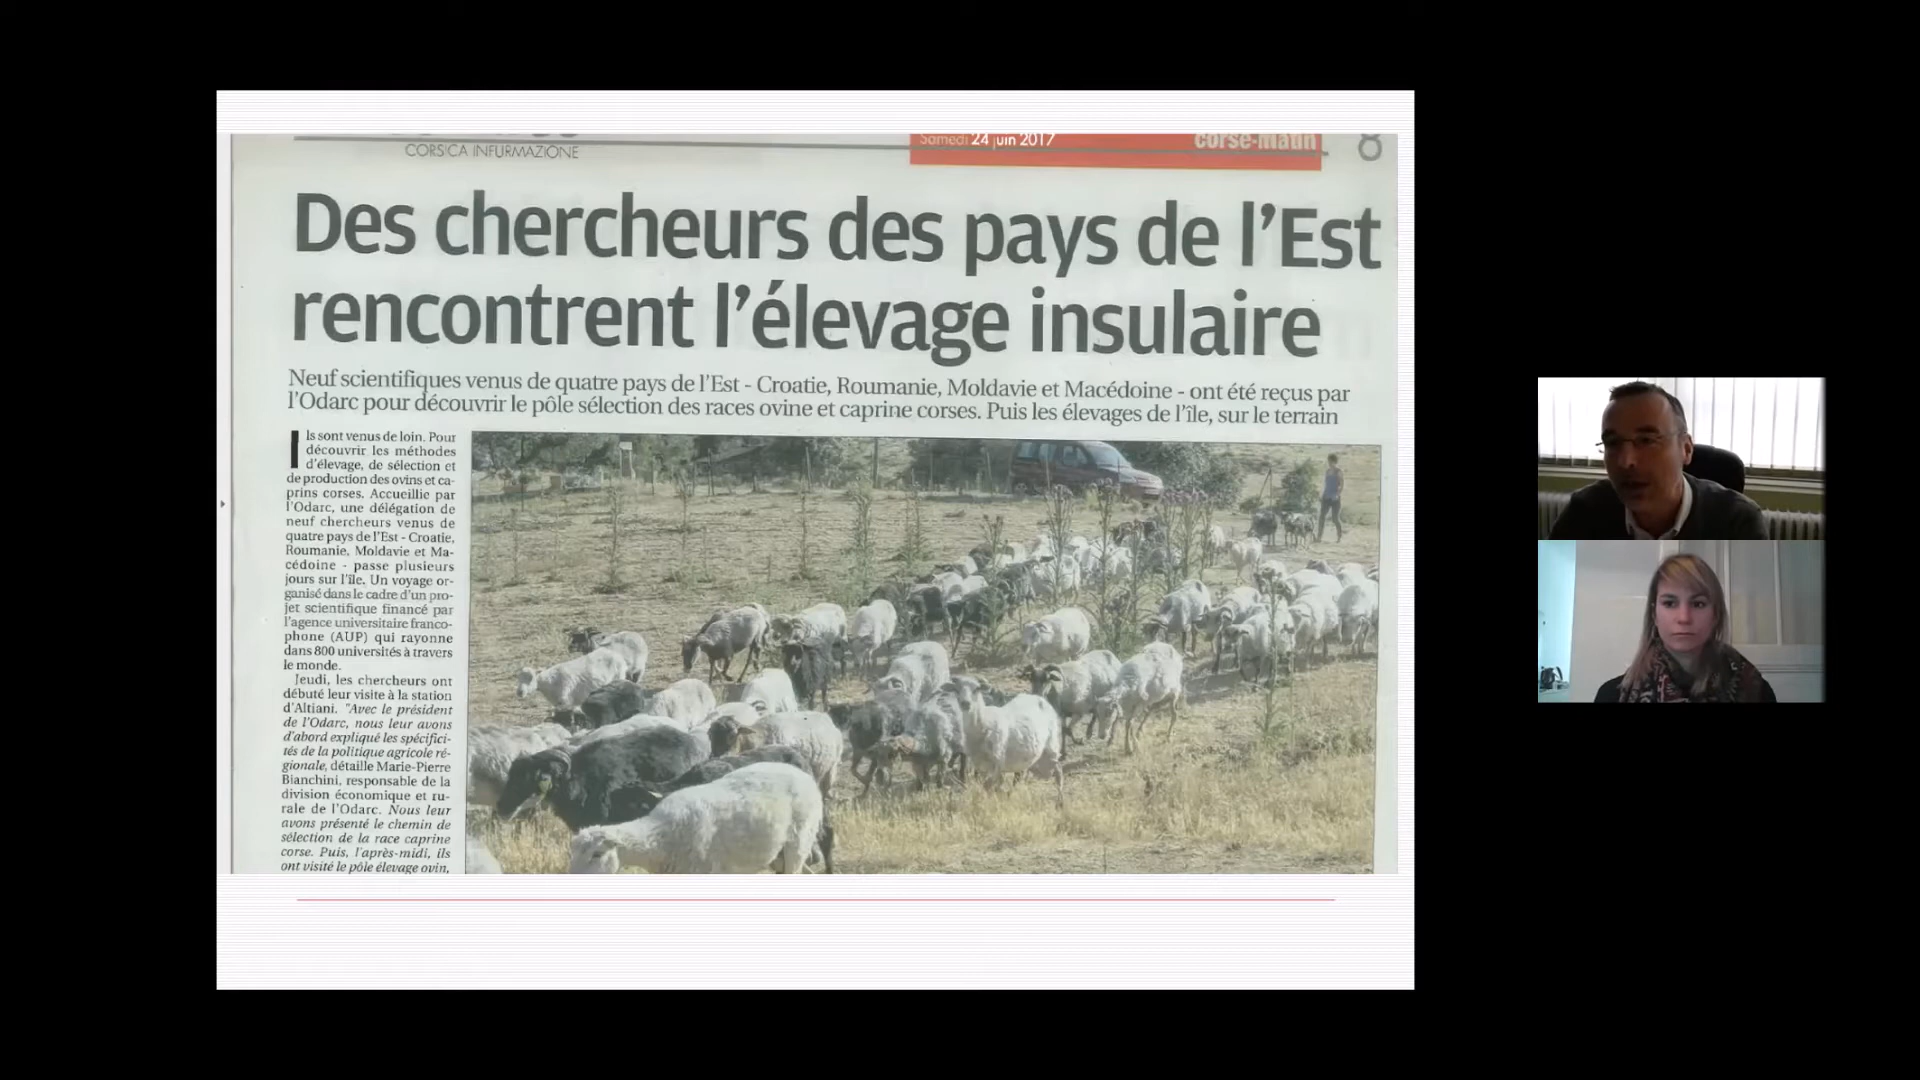 CORSICA INFURMAZIONE
Samedi 24 juin 2017
corse-matin
8
Des chercheurs des pays de l'Est
rencontrent l'élevage insulaire
Neuf scientifiques venus de quatre pays de l'Est - Croatie, Roumanie, Moldavie et Macédoine - ont été reçus par
l'Odarc pour découvrir le pôle sélection des races ovine et caprine corses. Puis les élevages de l'île, sur le terrain
Ils sont venus de loin. Pour
découvrir les méthodes
d'élevage, de sélection et
de production des ovins et ca-
prins corses. Accueillie par
l'Odarc, une délégation de
neuf chercheurs venus de
quatre pays de l'Est - Croatie,
Roumanie, Moldavie et Ma-
cédoine - passe plusieurs
jours sur l'île. Un voyage or-
ganisé dans le cadre d'un pro-
jet scientifique financé par
l'agence universitaire franco-
phone (AUP) qui rayonne
dans 800 universités à travers
le monde.
Jeudi, les chercheurs ont
débuté leur visite à la station
d'Altiani. "Avec le président
de l'Odarc, nous leur avons
d'abord expliqué les spécifici-
tés de la politique agricole ré-
gionale, détaille Marie-Pierre
Bianchini, responsable de la
division économique et ru-
rale de l'Odarc. Nous leur
avons présenté le chemin de
sélection de la race caprine
corse. Puis, l'après-midi, ils
ont visité le pôle élevage ovin,